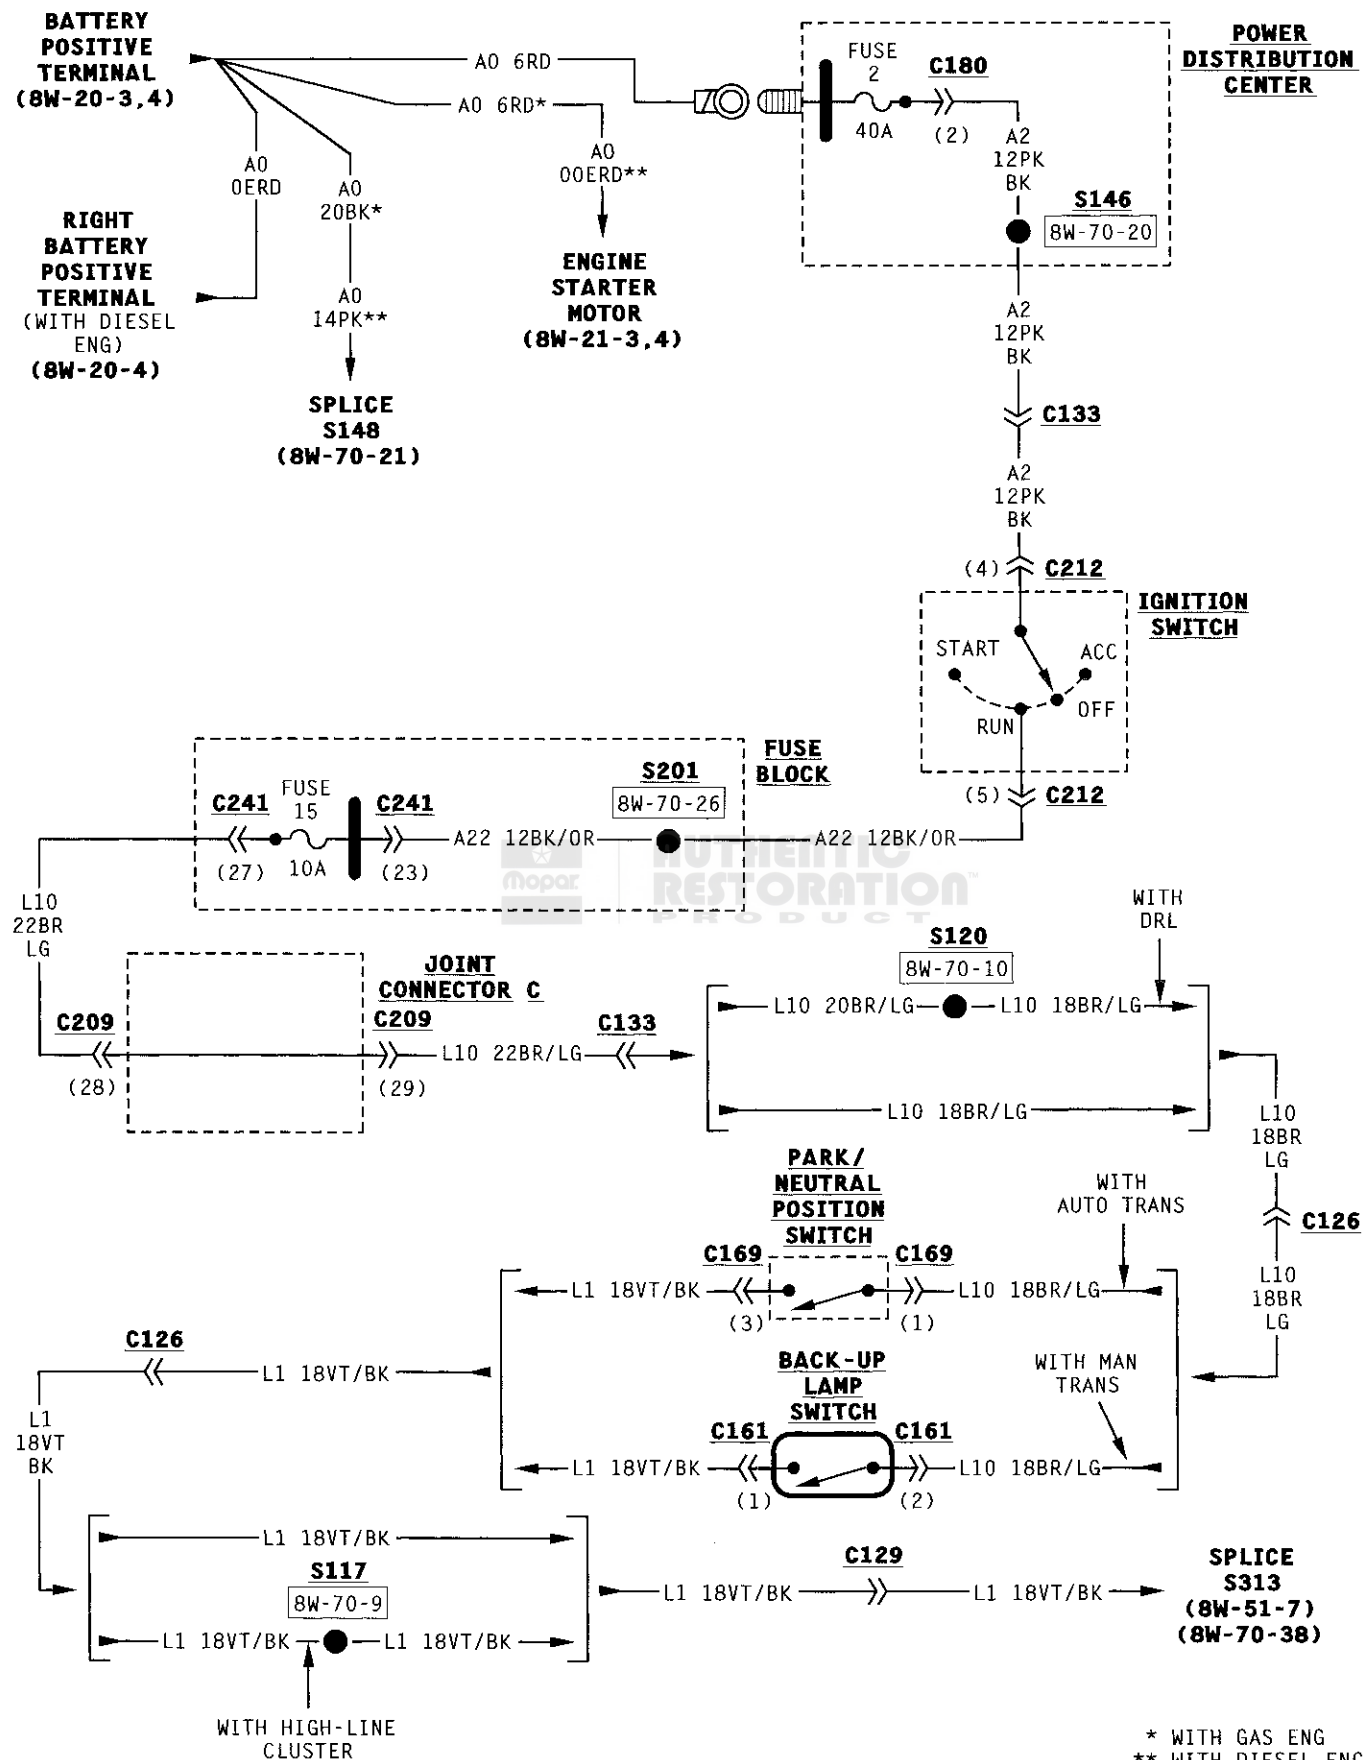 BATTERY
POSITIVE
TERMINAL
(8W-20-3,4)
A0 6RD
A0 6RD*
A0
0ERD
A0
20BK*
A0
14PK**
A0
00ERD**
RIGHT
BATTERY
POSITIVE
TERMINAL
(WITH DIESEL
ENG)
(8W-20-4)
SPLICE
S148
(8W-70-21)
ENGINE
STARTER
MOTOR
(8W-21-3,4)
FUSE
2
40A
C180
(2)
POWER
DISTRIBUTION
CENTER
A2
12PK
BK
S146
8W-70-20
A2
12PK
BK
C133
A2
12PK
BK
(4) C212
IGNITION
SWITCH
START
ACC
RUN
OFF
(5) C212
FUSE
BLOCK
S201
8W-70-26
C241
FUSE
15
C241
(27)
10A
(23)
A22 12BK/OR
A22 12BK/OR
Mopar
AUTHENTIC
RESTORATION™
PRODUCT
L10
22BR
LG
JOINT
CONNECTOR C
C209
(28)
C209
(29)
L10 22BR/LG
C133
S120
8W-70-10
WITH
DRL
L10 20BR/LG
L10 18BR/LG
L10 18BR/LG
L10
18BR
LG
C126
L10
18BR
LG
PARK/
NEUTRAL
POSITION
SWITCH
WITH
AUTO TRANS
C169
C169
L1 18VT/BK
(3)
(1)
L10 18BR/LG
BACK-UP
LAMP
SWITCH
WITH MAN
TRANS
C161
C161
L1 18VT/BK
(1)
(2)
L10 18BR/LG
C126
L1 18VT/BK
L1
18VT
BK
L1 18VT/BK
S117
8W-70-9
L1 18VT/BK
L1 18VT/BK
WITH HIGH-LINE
CLUSTER
L1 18VT/BK
C129
L1 18VT/BK
SPLICE
S313
(8W-51-7)
(8W-70-38)
* WITH GAS ENG
** WITH DIESEL ENG